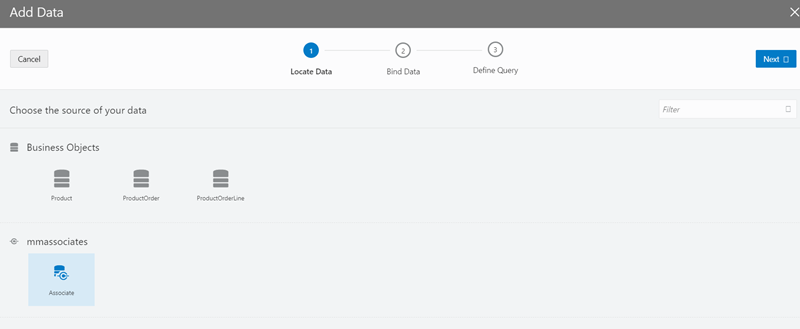 Add Data
Cancel
1
2
3
Locate Data
Bind Data
Define Query
Next
Choose the source of your data
Filter
Business Objects
Product
ProductOrder
ProductOrderLine
mmassociates
Associate